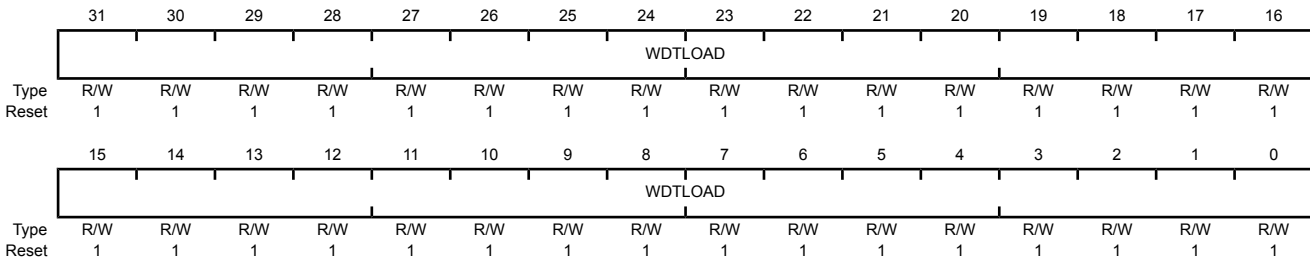 31 30 29 28 27 26 25 24 23 22 21 20 19 18 17 16
WDTLOAD
Type R/W R/W R/W R/W R/W R/W R/W R/W R/W R/W R/W R/W R/W R/W R/W R/W
Reset 1 1 1 1 1 1 1 1 1 1 1 1 1 1 1 1
15 14 13 12 11 10 9 8 7 6 5 4 3 2 1 0
WDTLOAD
Type R/W R/W R/W R/W R/W R/W R/W R/W R/W R/W R/W R/W R/W R/W R/W R/W
Reset 1 1 1 1 1 1 1 1 1 1 1 1 1 1 1 1